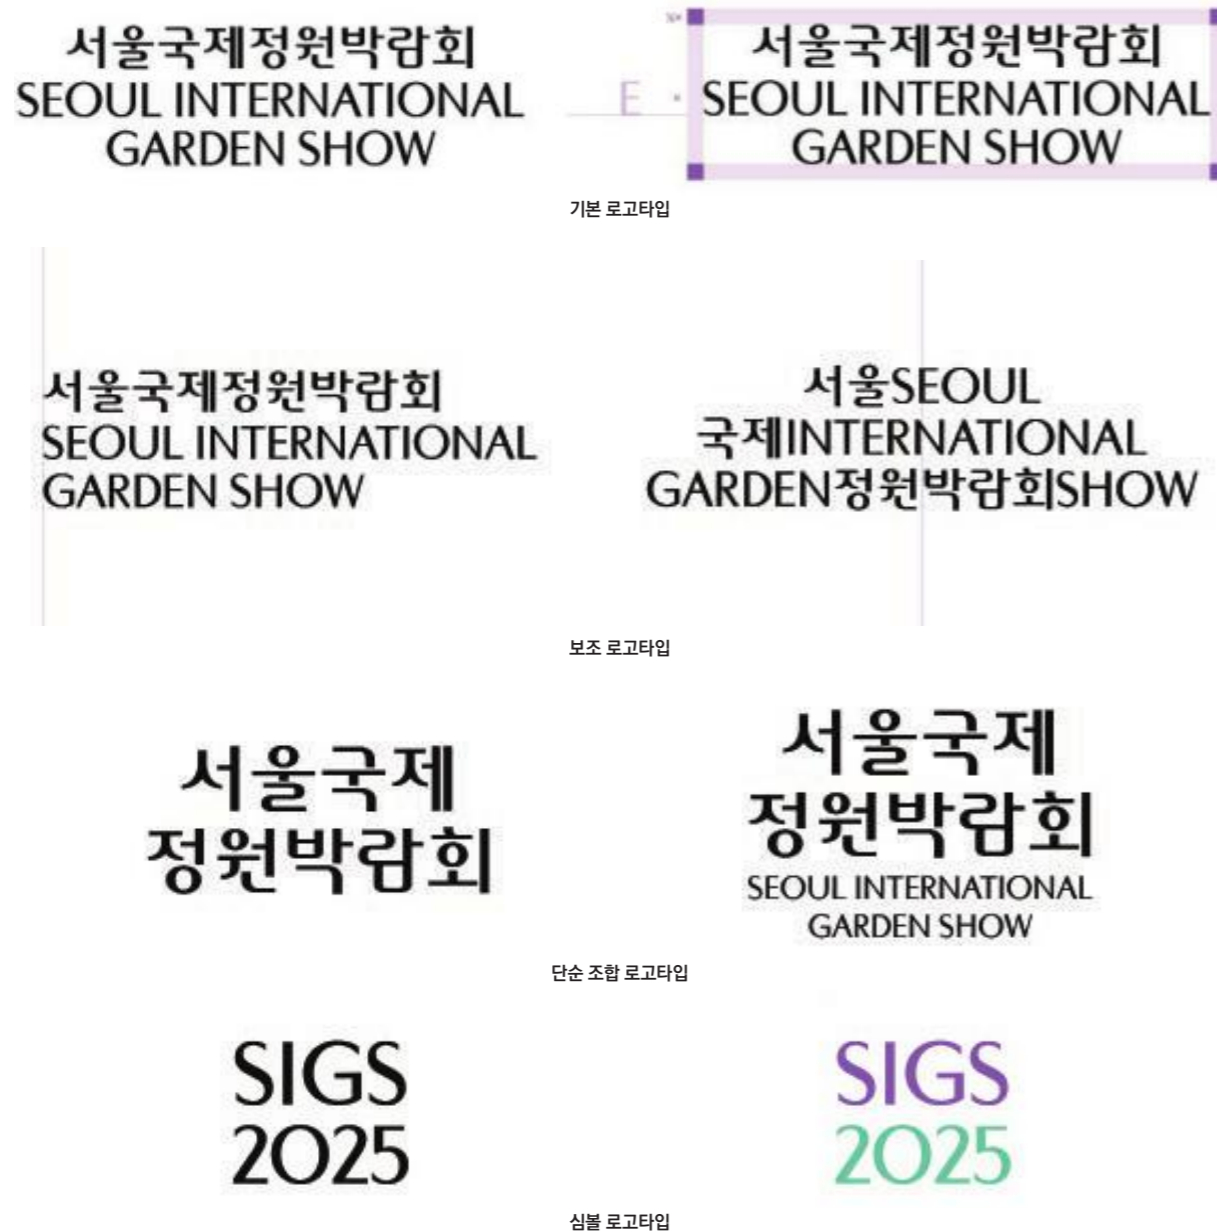 서울국제정원박람회
SEOUL INTERNATIONAL
GARDEN SHOW
E
서울국제정원박람회
SEOUL INTERNATIONAL
GARDEN SHOW
기본 로고타입
서울국제정원박람회
SEOUL INTERNATIONAL
GARDEN SHOW
서울SEOUL
국제INTERNATIONAL
GARDEN정원박람회SHOW
보조 로고타입
서울국제
정원박람회
서울국제
정원박람회
SEOUL INTERNATIONAL
GARDEN SHOW
단순 조합 로고타입
SIGS
2025
SIGS
2025
심볼 로고타입